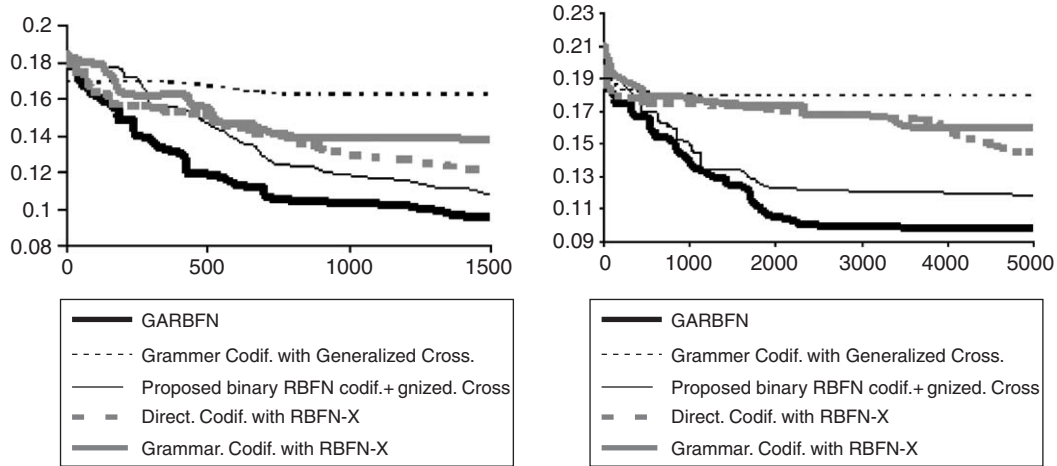 0.2
0.18
0.16
0.14
0.12
0.1
0.08
0 500 1000 1500
GARBFN
Grammer Codif. with Generalized Cross.
Proposed binary RBFN codif.+ gnized. Cross
Direct. Codif. with RBFN-X
Grammar. Codif. with RBFN-X
0.23
0.21
0.19
0.17
0.15
0.13
0.11
0.09
0 1000 2000 3000 4000 5000
GARBFN
Grammer Codif. with Generalized Cross.
Proposed binary RBFN codif.+ gnized. Cross
Direct. Codif. with RBFN-X
Grammar. Codif. with RBFN-X